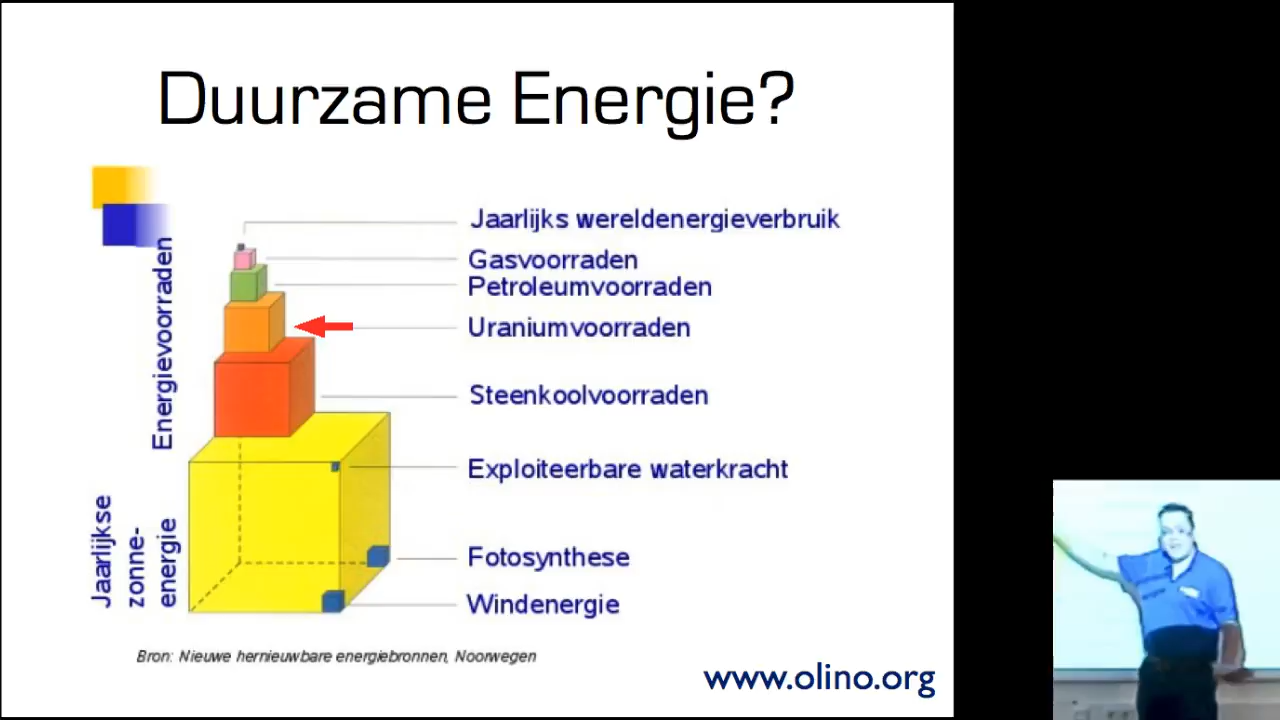 Duurzame Energie?
Jaarlijks wereldenergieverbruik
Gasvoorraden
Petroleumvoorraden
Uraniumvoorraden
Steenkoolvoorraden
Exploiteerbare waterkracht
Fotosynthese
Windenergie
Energievoorraden
Jaarlijkse
zonne-
energie
Bron: Nieuwe hernieuwbare energiebronnen, Noorwegen
www.olino.org